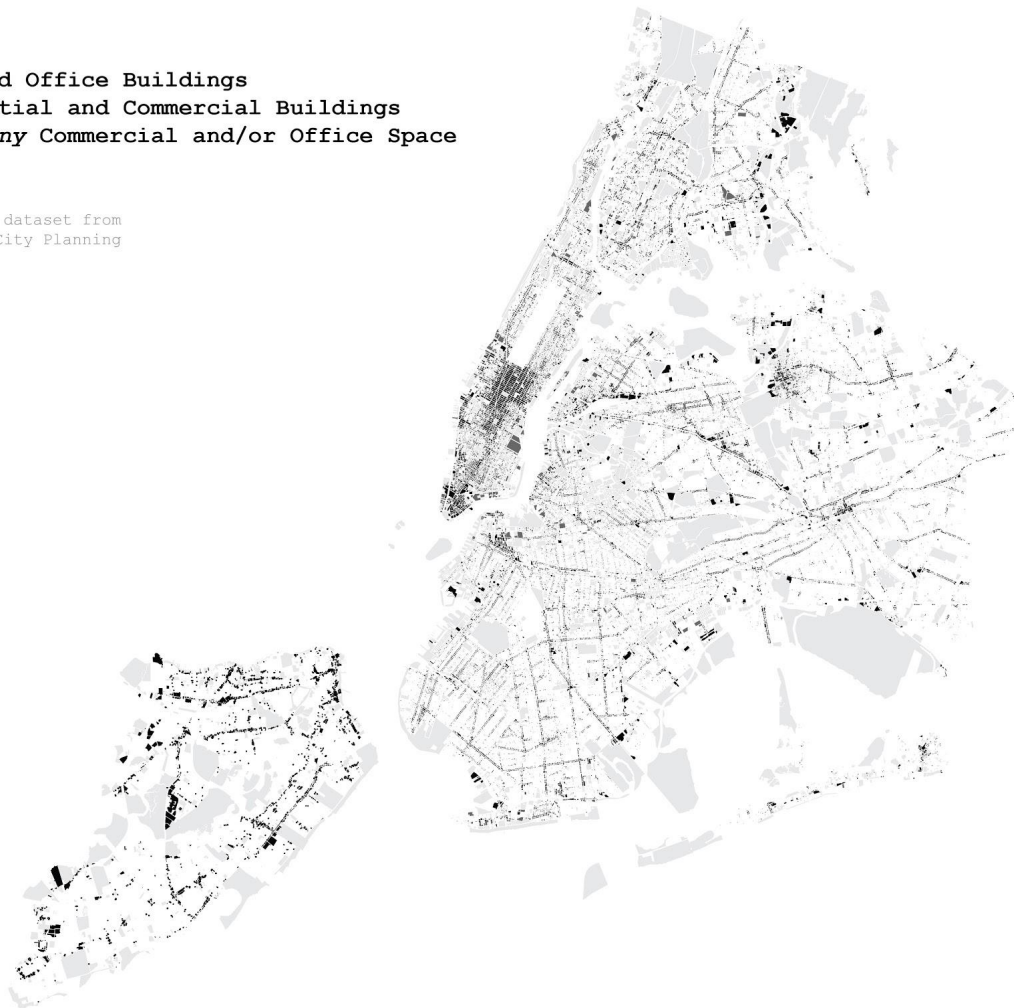 d Office Buildings
tial and Commercial Buildings
ny Commercial and/or Office Space
dataset from
City Planning